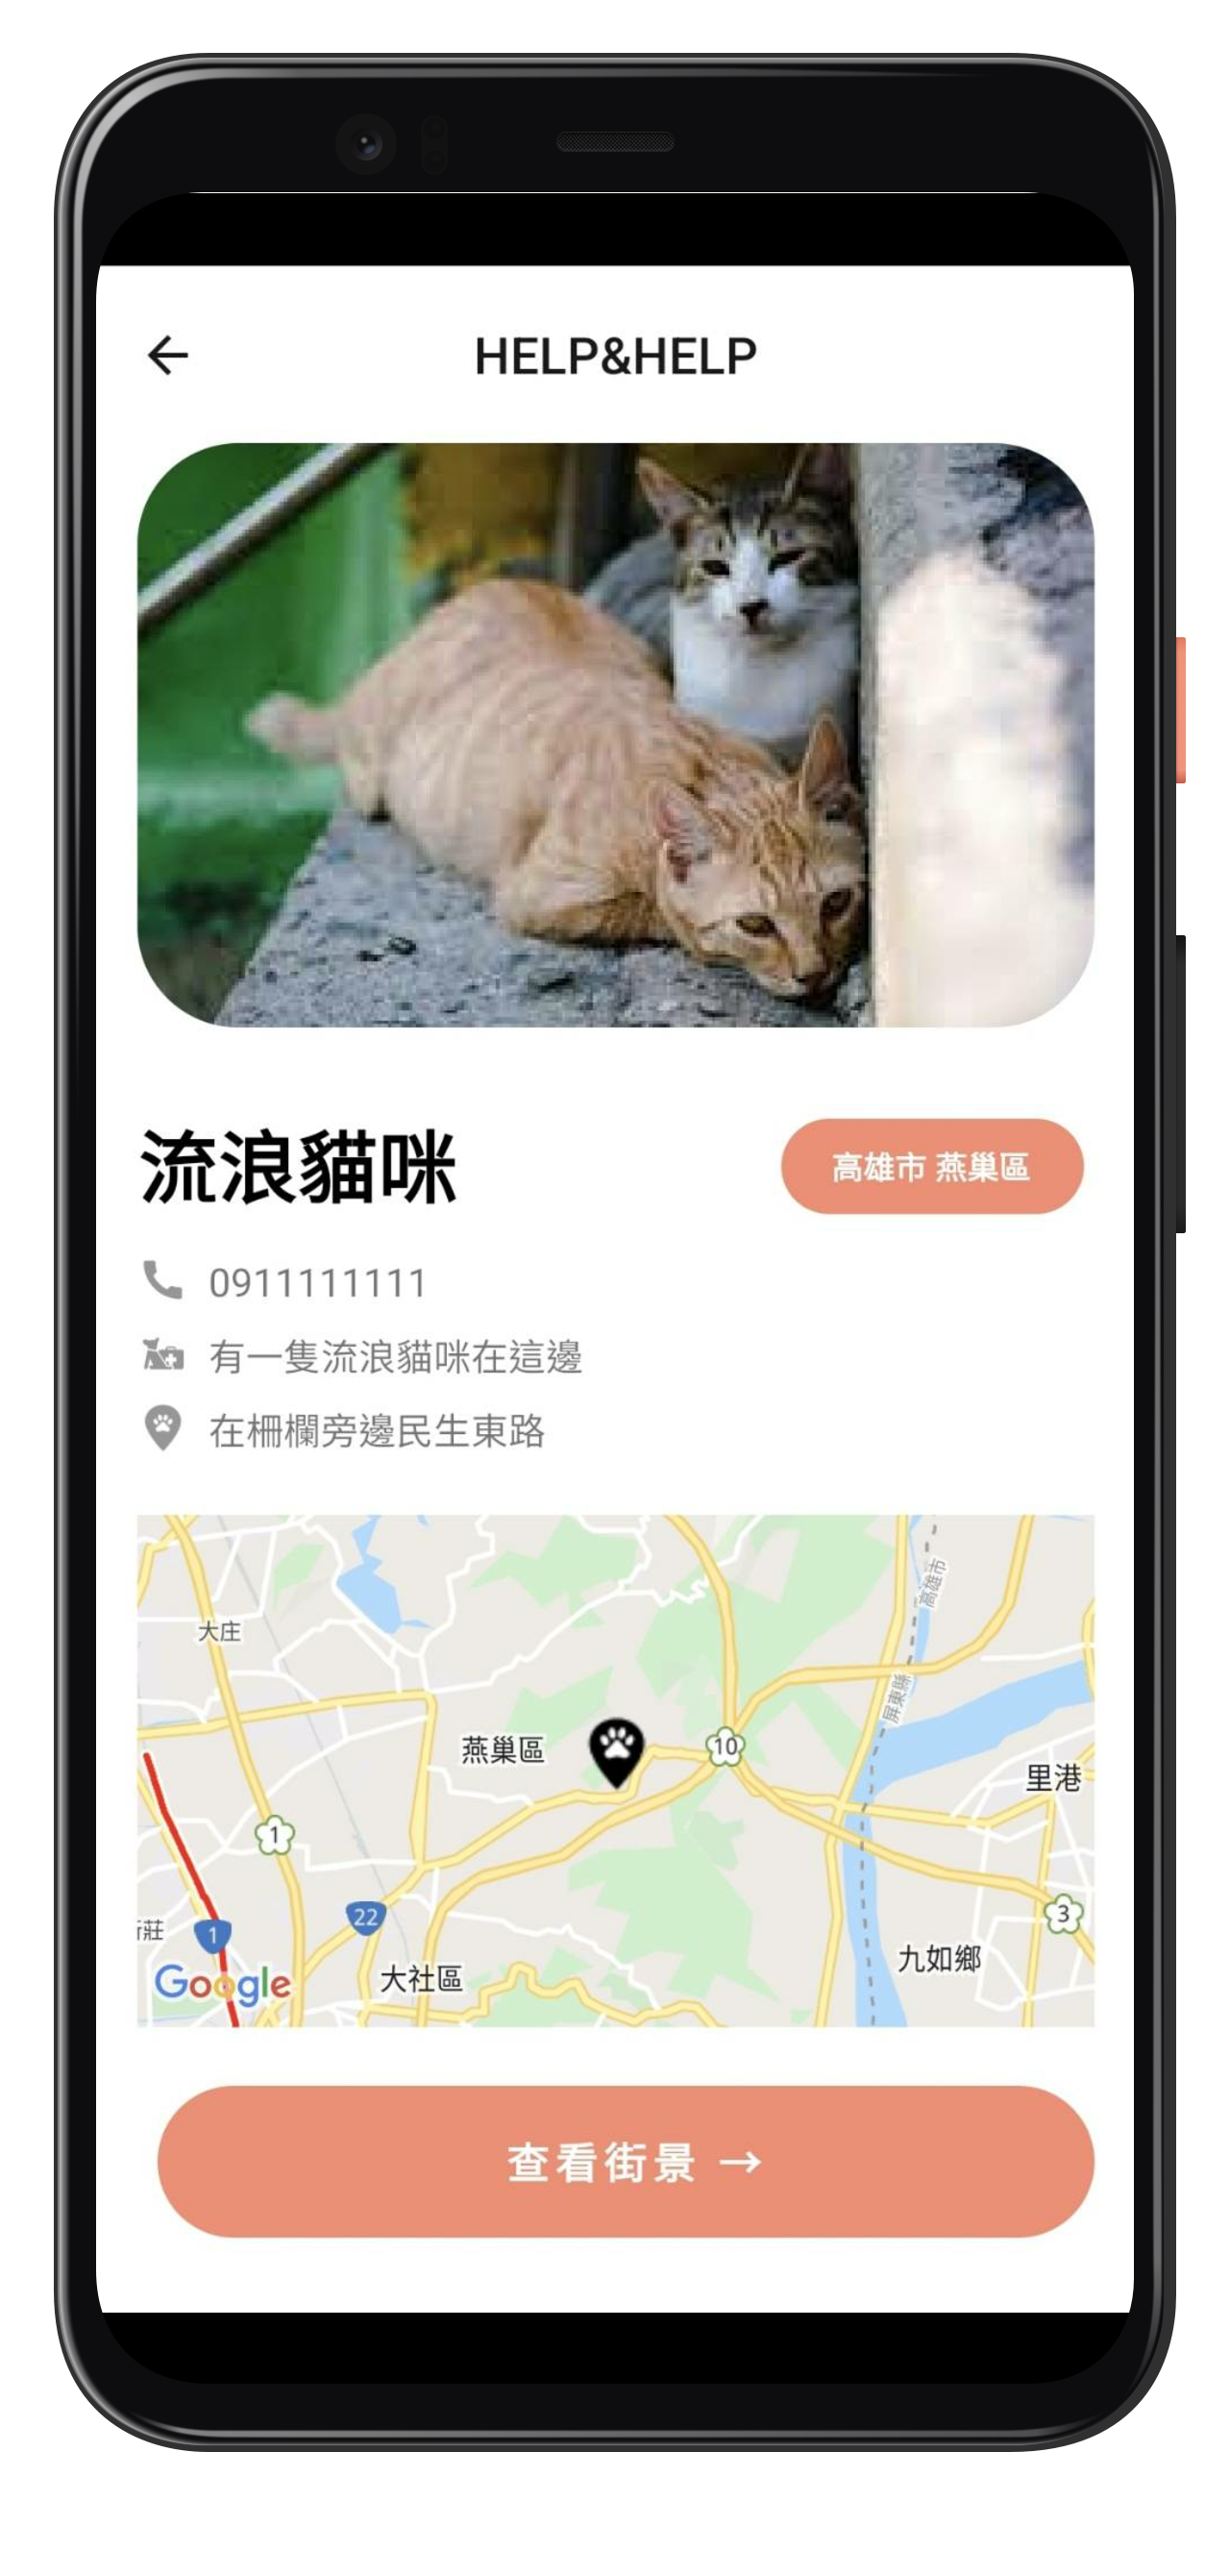 HELP&HELP
流浪貓咪
高雄市 燕巢區
0911111111
有一隻流浪貓咪在這邊
在柵欄旁邊民生東路
高雄市
大庄
屏東縣
燕巢區
10
里港
1
3
莊
22
1
九如鄉
大社區
Google
查看街景 →